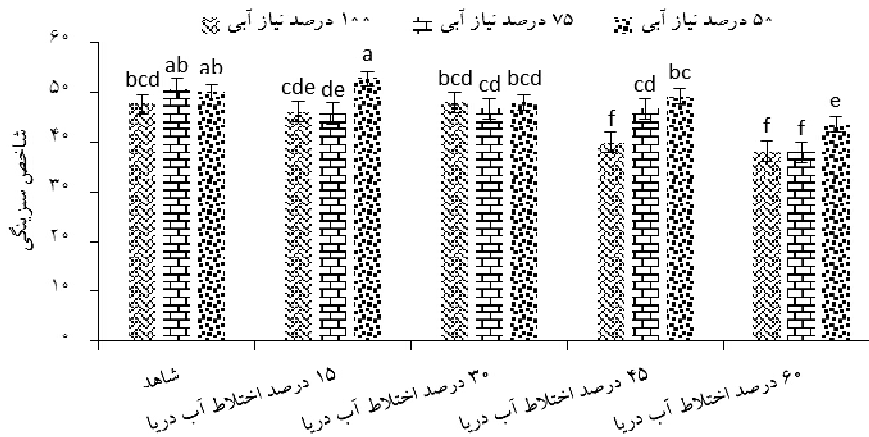 ۱۰۰ درصد نیاز آبی ۷۵ درصد نیاز آبی ۵۰ درصد نیاز آبی
شاخص سبزینگی
۶۰
۵۰
۴۰
۳۰
۲۰
۱۰
۰
bcd ab ab cde de a bcd cd bcd f cd bc f f e
شاهد
۱۵ درصد اختلاط آب دریا
۳۰ درصد اختلاط آب دریا
۴۵ درصد اختلاط آب دریا
۶۰ درصد اختلاط آب دریا